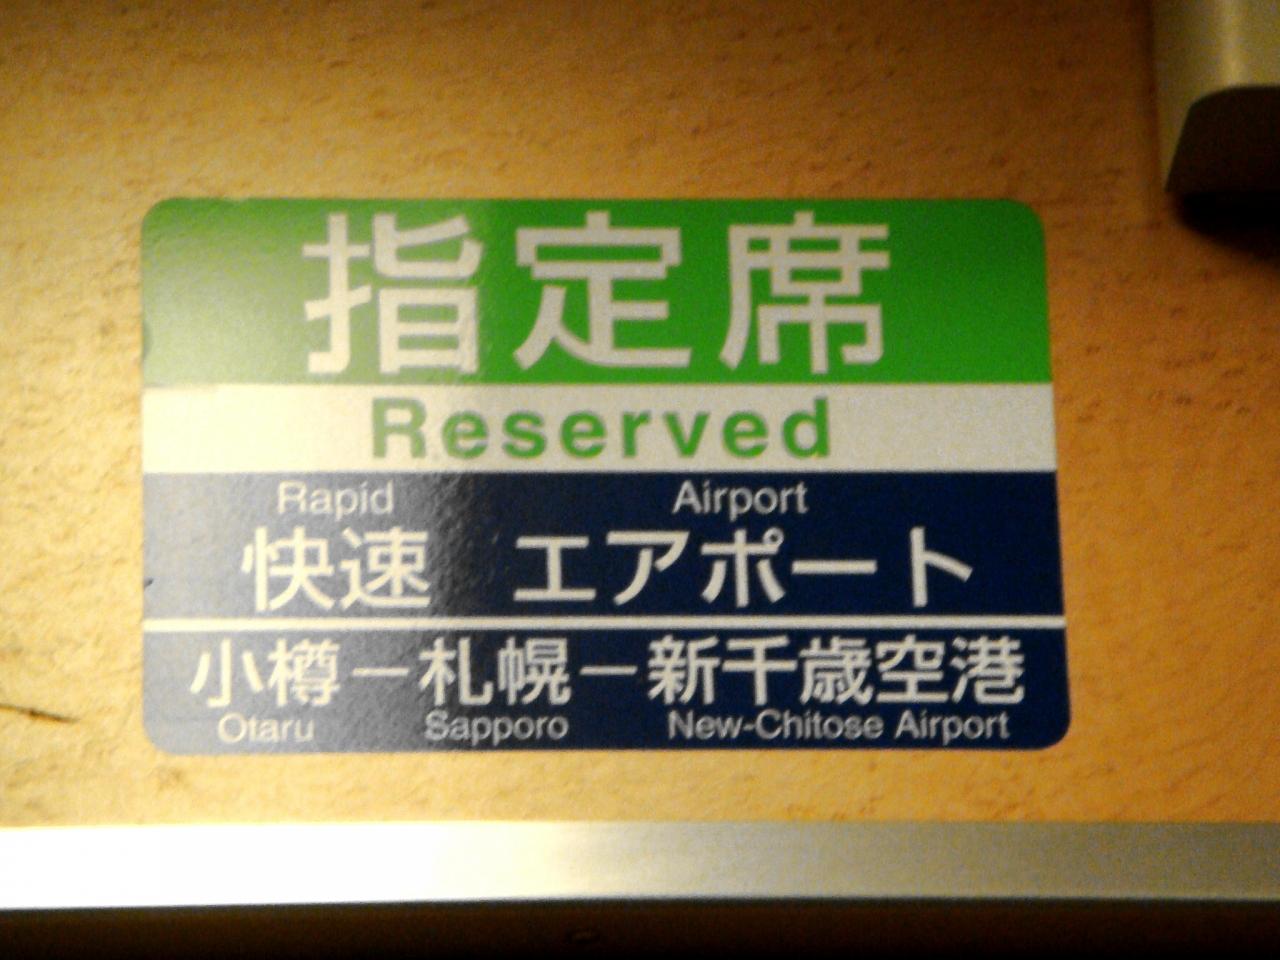 指定席
Reserved
Rapid Airport
快速 エアポート
小樽－札幌－新千歳空港
Otaru Sapporo New-Chitose Airport